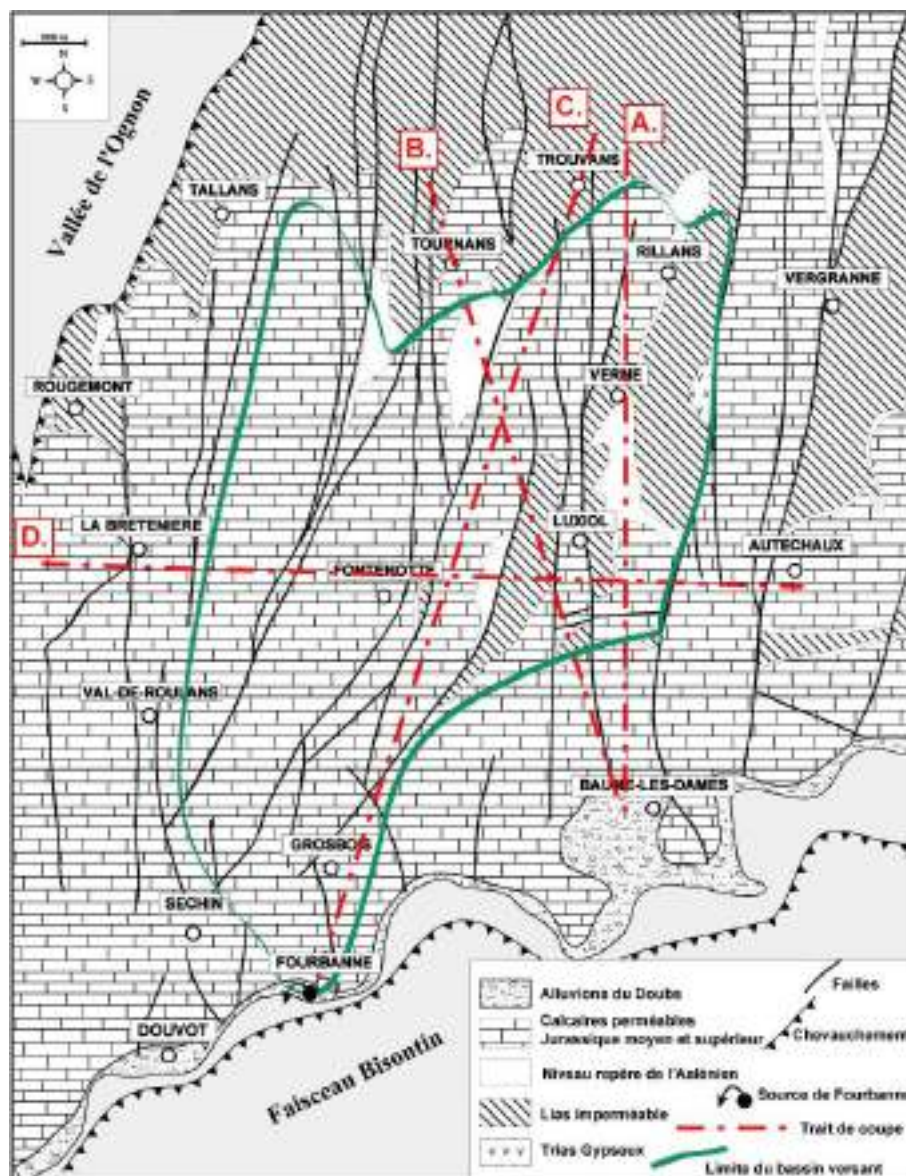 N
W
S
Vallée de l'Ognon
B.
C.
A.
TROUVANS
TALLANS
TOURNANS
RILLANS
VERGRANNE
ROUGEMONT
VERNE
D.
LA BRETENIERE
LUXIOL
AUTECHAUX
FONTENOTTE
VAL-DE-ROULANS
BAUME-LES-DAMES
GROSBOIS
SECHIN
FOURBANNE
DOUVOT
Faisceau Bisontin
Alluvions du Doubs
Calcaires perméables
Jurassique moyen et supérieur
Niveau repère de l'Aalénien
Lias imperméable
Trias Gypseux
Failles
Chevauchement
Source de Fourbanne
Trait de coupe
Limite du bassin versant